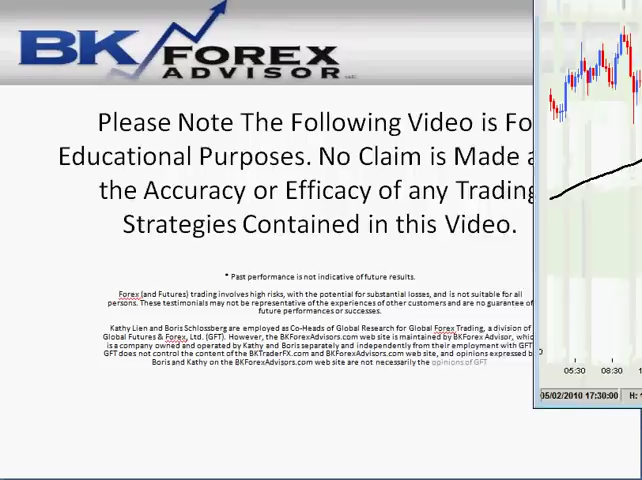 BK FOREX
ADVISOR LLC
Please Note The Following Video is Fo
Educational Purposes. No Claim is Made a
the Accuracy or Efficacy of any Trading
Strategies Contained in this Video.
* Past performance is not indicative of future results.
Forex (and Futures) trading involves high risks, with the potential for substantial losses, and is not suitable for all
persons. These testimonials may not be representative of the experiences of other customers and are no guarantee of
future performances or successes.
Kathy Lien and Boris Schlossberg are employed as Co-Heads of Global Research for Global Forex Trading, a division of
Global Futures & Forex, Ltd. (GFT). However, the BKForexAdvisors.com web site is maintained by BKForexAdvisor, whic
is a company owned and operated by Kathy and Boris separately and independently from their employment with GFT
GFT does not control the content of the BKTraderFX.com and BKForexAdvisors.com web site, and opinions expressed b
Boris and Kathy on the BKForexAdvisors.com web site are not necessarily the opinions of GFT
0
05:30 08:30 1
05/02/2010 17:30:00 H: 1